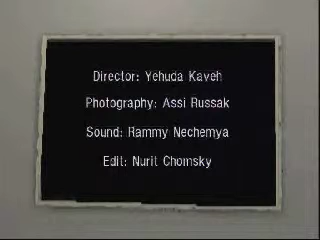 Director: Yehuda Kaveh
Photography: Assi Russak
Sound: Rammy Nechemya
Edit: Nurit Chomsky